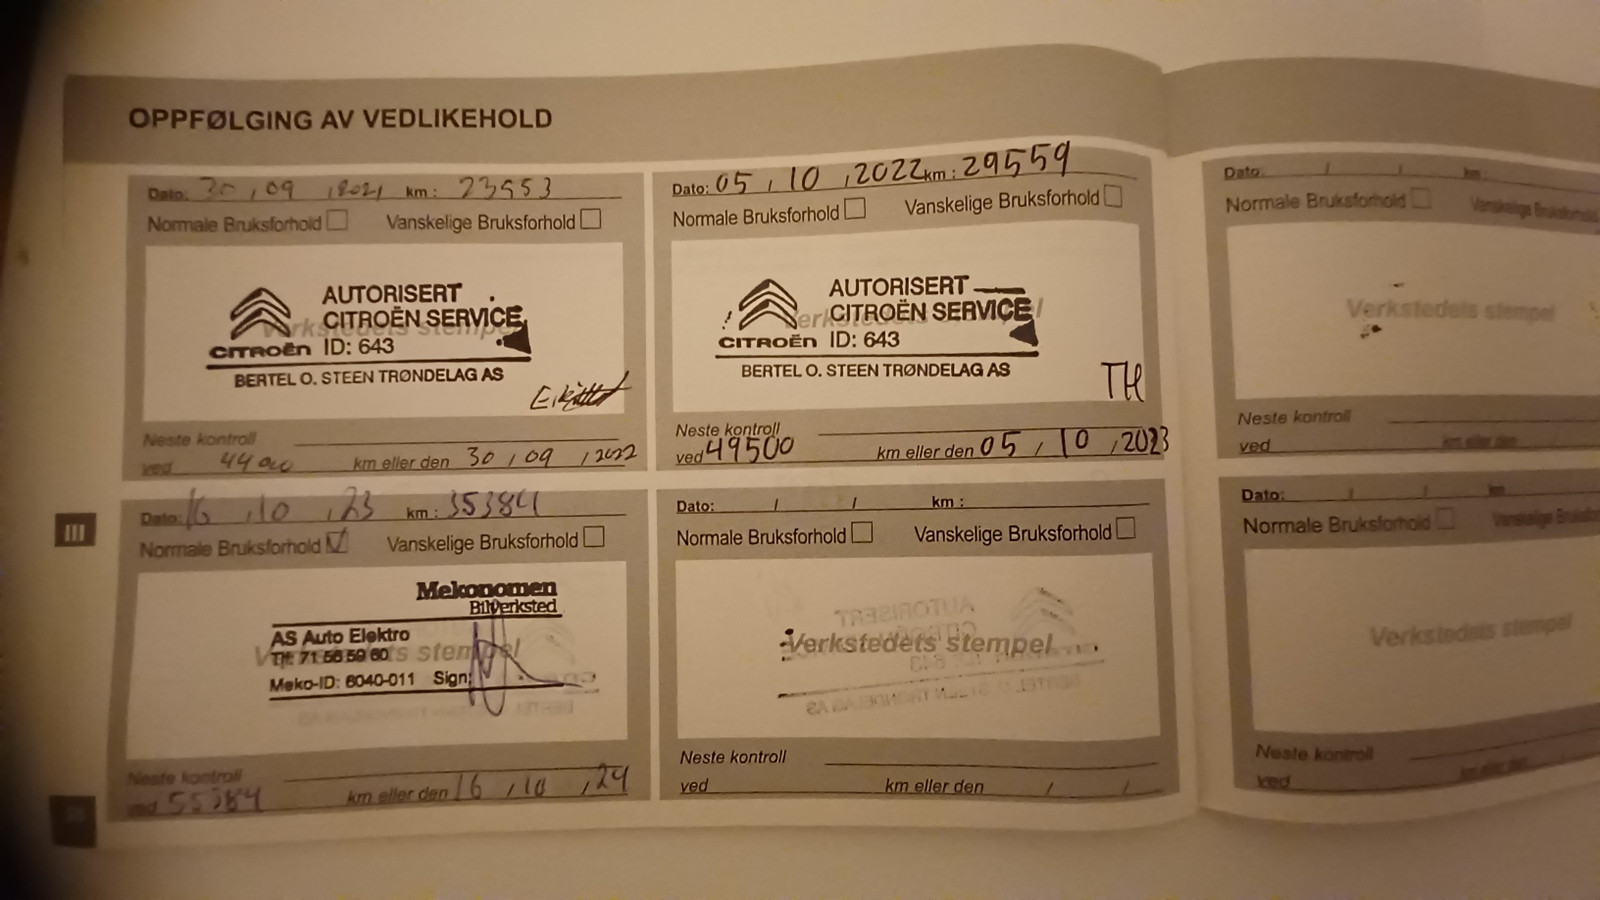 OPPFØLGING AV VEDLIKEHOLD
Dato: 30 / 09 / 2021 km: 23553
Normale Bruksforhold Vanskelige Bruksforhold
AUTORISERT
CITROËN SERVICE
CITROËN ID: 643
BERTEL O. STEEN TRØNDELAG AS
Neste kontroll
ved 44000 km eller den 30 / 09 / 2022
Dato: 05 / 10 / 2022 km: 29559
Normale Bruksforhold Vanskelige Bruksforhold
Verkstedets stempel
AUTORISERT
CITROËN SERVICE
CITROËN ID: 643
BERTEL O. STEEN TRØNDELAG AS
TH
Neste kontroll
ved 49500 km eller den 05 / 10 / 2023
III
Dato: 16 / 10 / 23 km: 35384
Normale Bruksforhold Vanskelige Bruksforhold
Mekonomen
Bilverksted
AS Auto Elektro
Tlf: 71 56 59 60
Verkstedets stempel
Meko-ID: 6040-011 Sign:
Neste kontroll
ved 55384 km eller den 16 / 10 / 24
Dato: / / km:
Normale Bruksforhold Vanskelige Bruksforhold
Verkstedets stempel
Neste kontroll
ved km eller den / /
Dato: / / km
Normale Bruksforhold Vanskelige
Verkstedets stempel
Neste kontroll
ved km eller den
Dato: / / km
Normale Bruksforhold Vanskelige
Verkstedets stempel
Neste kontroll
ved km eller den